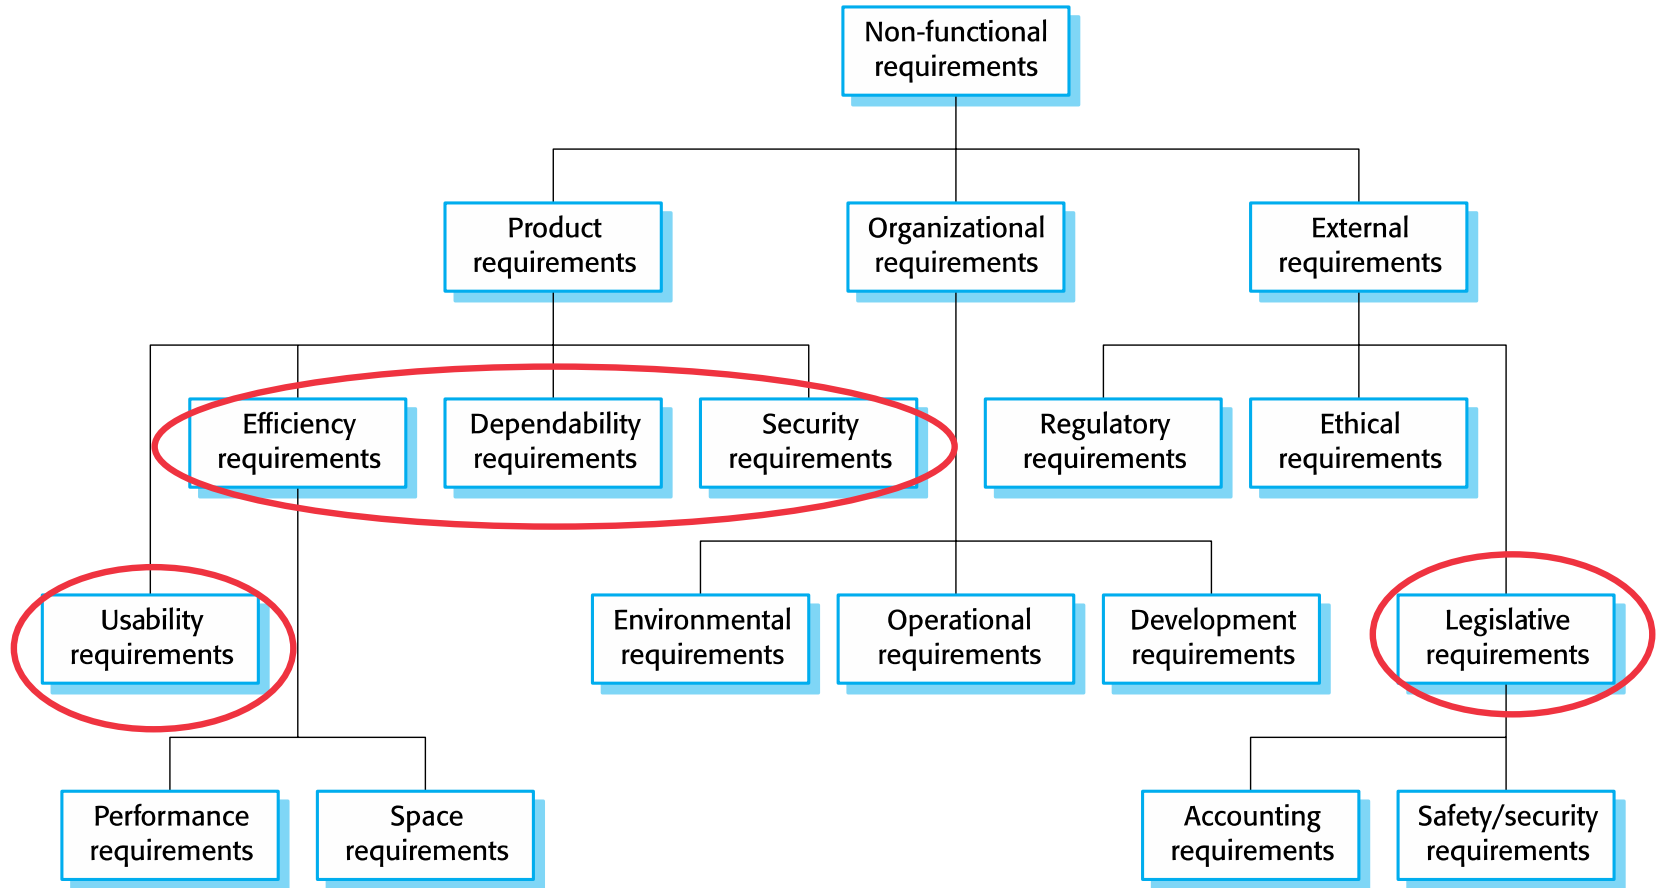 Non-functional
requirements
Product
requirements
Organizational
requirements
External
requirements
Efficiency
requirements
Dependability
requirements
Security
requirements
Regulatory
requirements
Ethical
requirements
Usability
requirements
Environmental
requirements
Operational
requirements
Development
requirements
Legislative
requirements
Performance
requirements
Space
requirements
Accounting
requirements
Safety/security
requirements